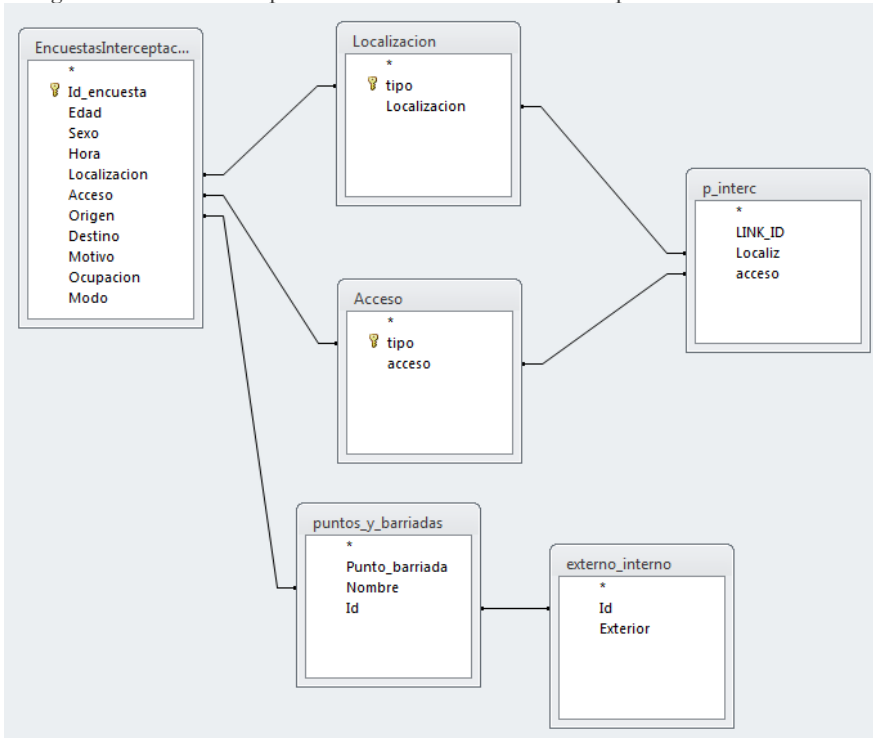 EncuestasInterceptac...
*
Id_encuesta
Edad
Sexo
Hora
Localizacion
Acceso
Origen
Destino
Motivo
Ocupacion
Modo
Localizacion
*
tipo
Localizacion
p_interc
*
LINK_ID
Localiz
acceso
Acceso
*
tipo
acceso
puntos_y_barriadas
*
Punto_barriada
Nombre
Id
externo_interno
*
Id
Exterior